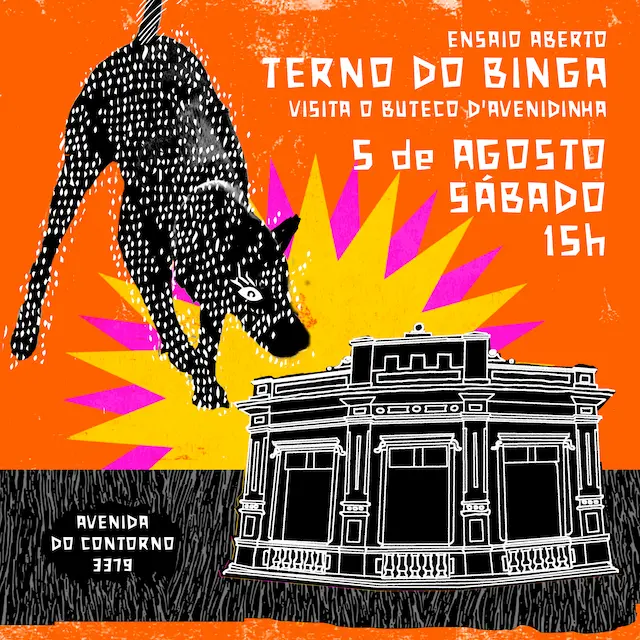 ENSAIO ABERTO
TERNO DO BINGA
VISITA O BUTECO D'AVENIDINHA
5 de AGOSTO
SÁBADO
15h
AVENIDA
DO CONTORNO
3379